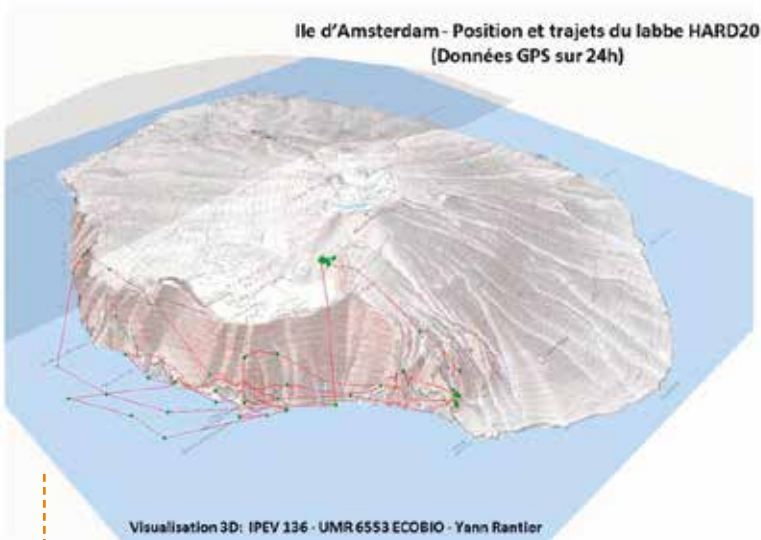 Ile d'Amsterdam - Position et trajets du labbe HARD20
(Données GPS sur 24h)
Visualisation 3D: IPEV 136 - UMR 6553 ECOBIO - Yann Rantier